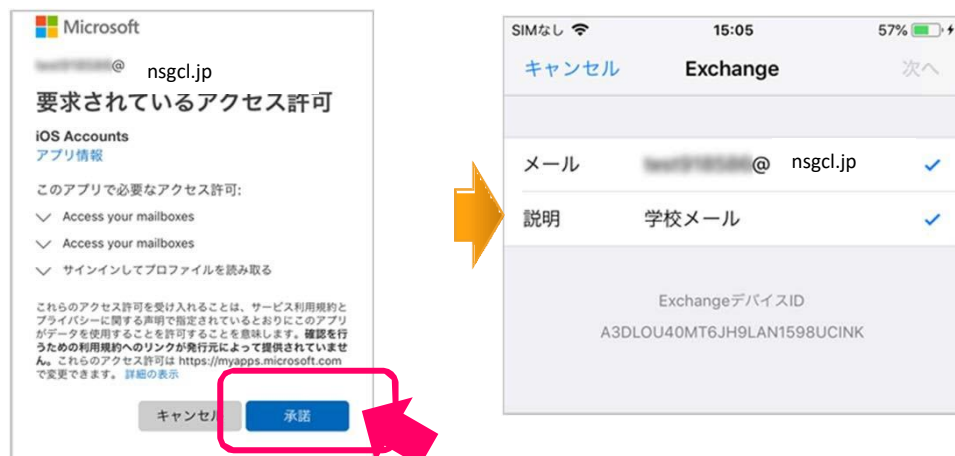 Microsoft
@ nsgcl.jp
要求されているアクセス許可
iOS Accounts
アプリ情報
このアプリで必要なアクセス許可:
Access your mailboxes
Access your mailboxes
サインインしてプロファイルを読み取る
これらのアクセス許可を受け入れることは、サービス利用規約と
プライバシーに関する声明で指定されているとおりにこのアプリ
がデータを使用することを許可することを意味します。確認を行
うための利用規約へのリンクが発行元によって提供されていませ
ん。これらのアクセス許可は https://myapps.microsoft.com
で変更できます。 詳細の表示
キャンセル 承諾
SIMなし 15:05 57%
キャンセル Exchange 次へ
メール @ nsgcl.jp
説明 学校メール
ExchangeデバイスID
A3DLOU40MT6JH9LAN1598UCINK